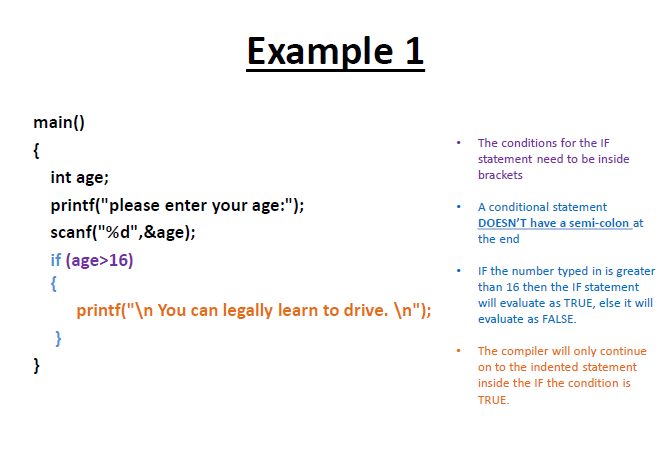 Example 1
main()
{
int age;
printf("please enter your age:");
scanf("%d",&age);
if (age>16)
{
printf("\n You can legally learn to drive. \n");
}
}
• The conditions for the IF
statement need to be inside
brackets
• A conditional statement
DOESN'T have a semi-colon at
the end
• IF the number typed in is greater
than 16 then the IF statement
will evaluate as TRUE, else it will
evaluate as FALSE.
• The compiler will only continue
on to the indented statement
inside the IF the condition is
TRUE.